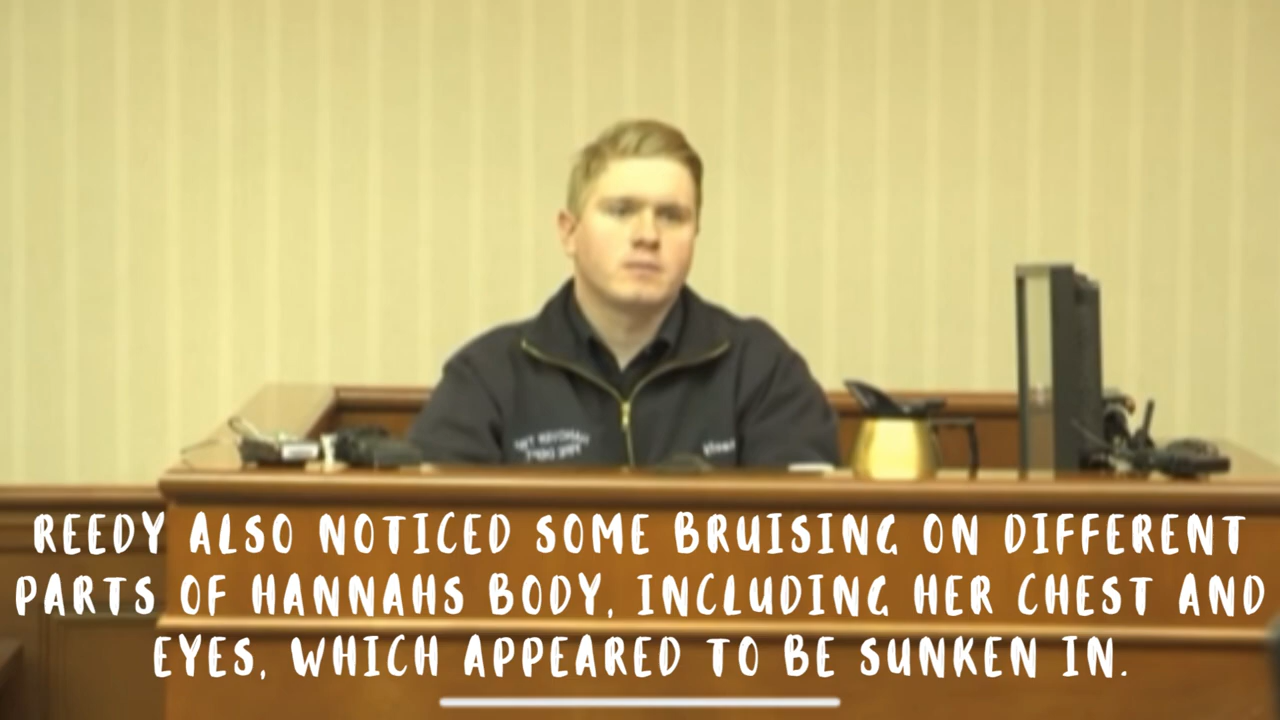 REEDY ALSO NOTICED SOME BRUISING ON DIFFERENT
PARTS OF HANNAHS BODY, INCLUDING HER CHEST AND
EYES, WHICH APPEARED TO BE SUNKEN IN.